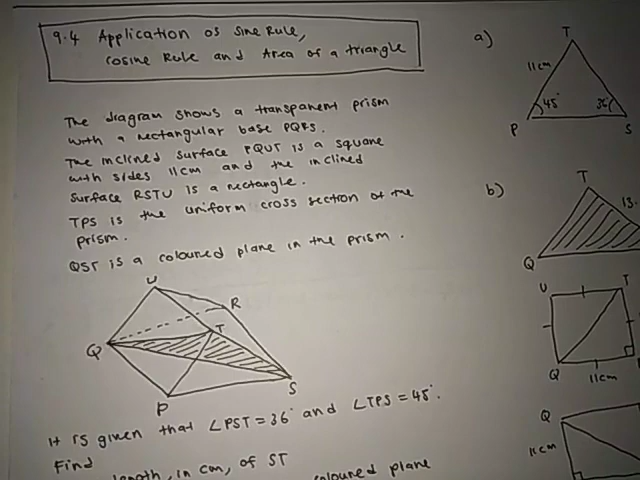 9.4 Application of Sine Rule,
cosine Rule and Area of a triangle
The diagram shows a transparent prism
with a rectangular base PQRS.
The inclined surface PQUT is a square
with sides 11cm and the inclined
surface RSTU is a rectangle.
TPS is the uniform cross section of the
prism.
QST is a coloured plane in the prism.
U
R
T
Q
S
P
It is given that ∠PST = 36° and ∠TPS = 45°.
Find
length, in cm, of ST
coloured plane
a)
T
11cm
45°
36°
P
S
b)
T
13.
Q
U
T
Q
11cm
Q
11cm